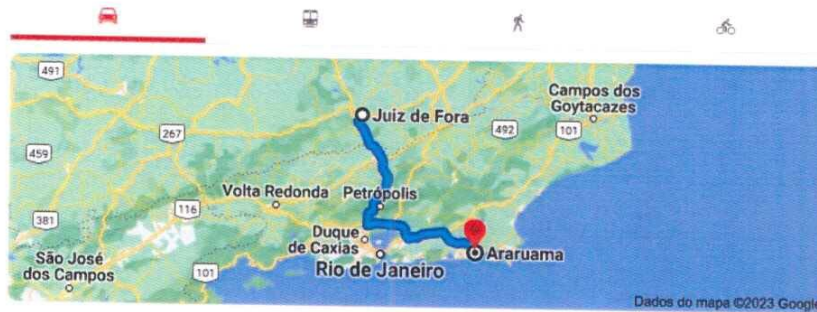 491
Juiz de Fora
Campos dos
Goytacazes
267
492
101
459
Volta Redonda
Petrópolis
116
381
Duque
de Caxias
Araruama
São José
dos Campos
101
Rio de Janeiro
Dados do mapa ©2023 Google